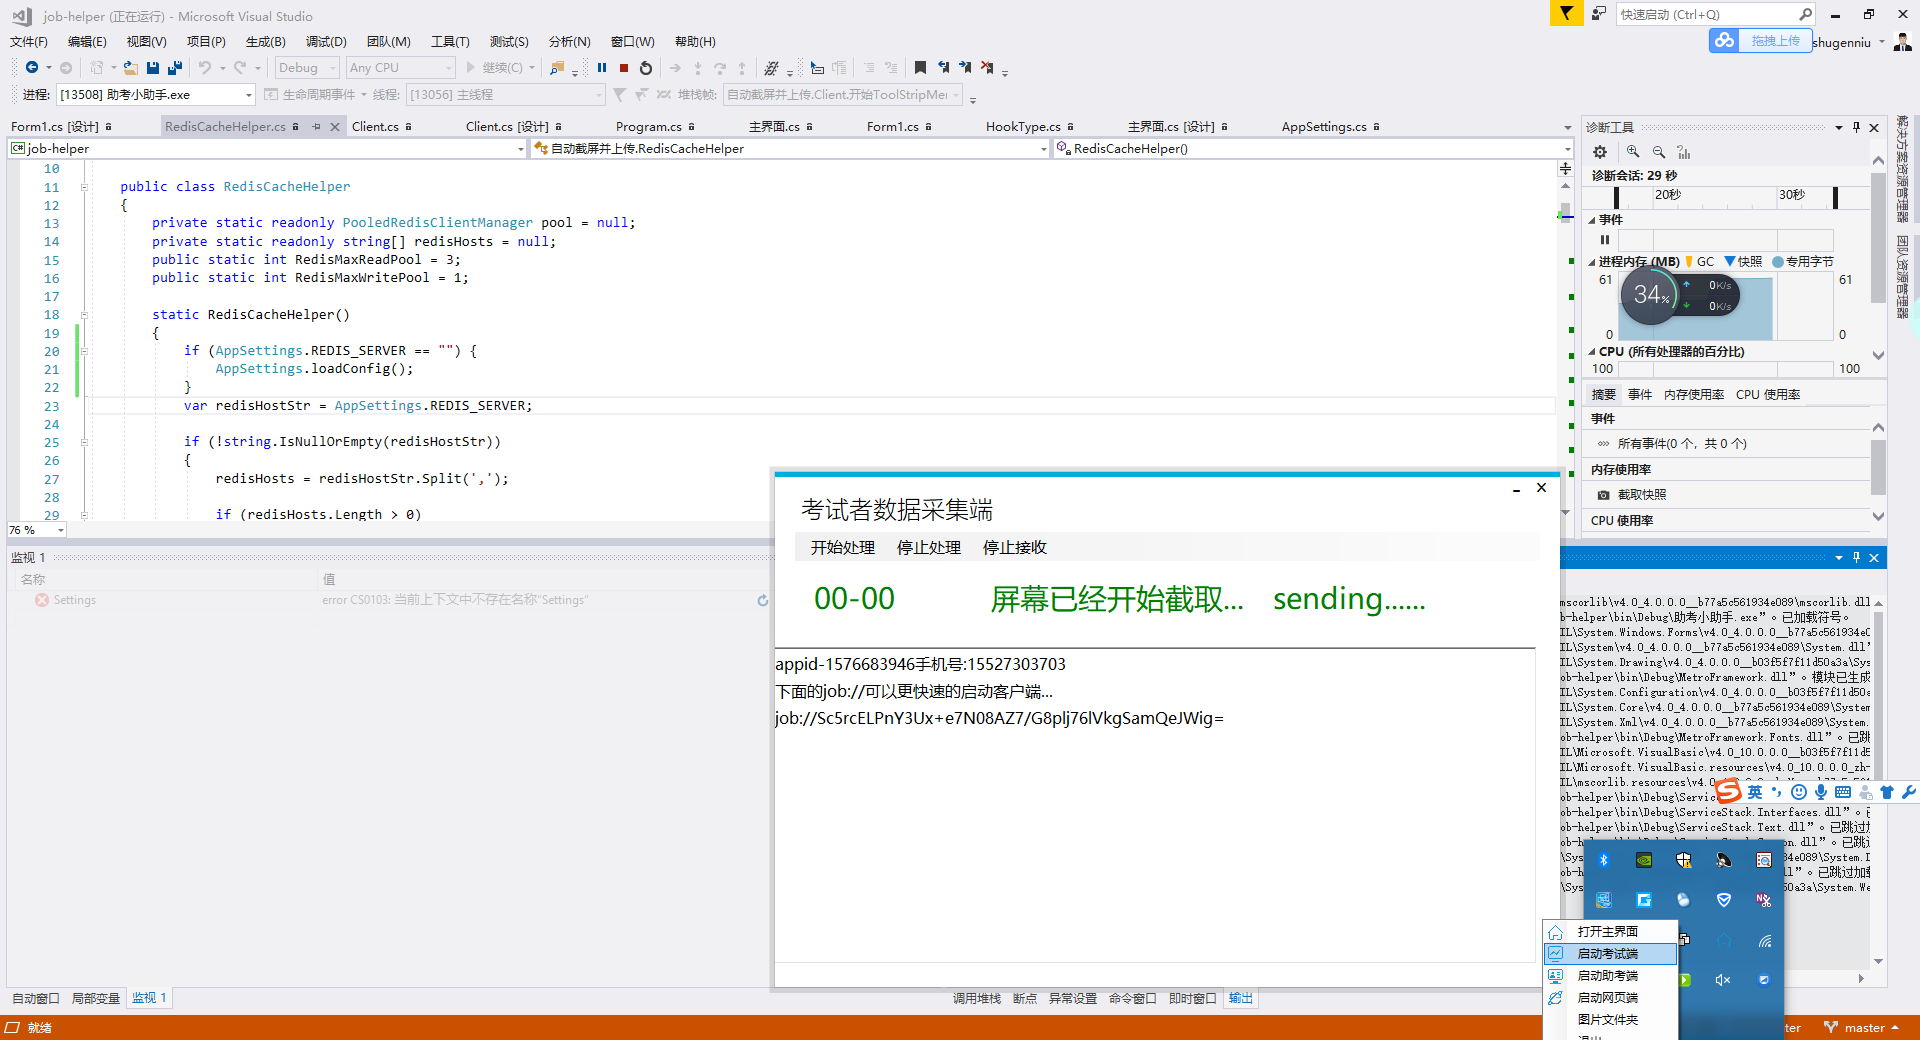 job-helper (正在运行) - Microsoft Visual Studio
快速启动 (Ctrl+Q)
文件(F) 编辑(E) 视图(V) 项目(P) 生成(B) 调试(D) 团队(M) 工具(T) 测试(S) 分析(N) 窗口(W) 帮助(H)
拖拽上传 shugenniu
Debug Any CPU 继续(C)
进程: [13508] 助考小助手.exe 生命周期事件 线程: [13056] 主线程 堆栈帧: 自动截屏并上传.Client.开始ToolStripMe
Form1.cs [设计] RedisCacheHelper.cs Client.cs Client.cs [设计] Program.cs 主界面.cs Form1.cs HookType.cs 主界面.cs [设计] AppSettings.cs
job-helper 自动截屏并上传.RedisCacheHelper RedisCacheHelper()
10
11 public class RedisCacheHelper
12 {
13 private static readonly PooledRedisClientManager pool = null;
14 private static readonly string[] redisHosts = null;
15 public static int RedisMaxReadPool = 3;
16 public static int RedisMaxWritePool = 1;
17
18 static RedisCacheHelper()
19 {
20 if (AppSettings.REDIS_SERVER == "") {
21 AppSettings.loadConfig();
22 }
23 var redisHostStr = AppSettings.REDIS_SERVER;
24
25 if (!string.IsNullOrEmpty(redisHostStr))
26 {
27 redisHosts = redisHostStr.Split(',');
28
29 if (redisHosts.Length > 0)
76 %
诊断工具
诊断会话: 29 秒
20秒 30秒
事件
进程内存 (MB) GC 快照 专用字节
61 61
34% 0K/s
0K/s
0 0
CPU (所有处理器的百分比)
100 100
摘要 事件 内存使用率 CPU 使用率
事件
所有事件(0 个，共 0 个)
内存使用率
截取快照
CPU 使用率
解决方案资源管理器
团队资源管理器
监视 1
名称 值
Settings error CS0103: 当前上下文中不存在名称"Settings"
考试者数据采集端
开始处理 停止处理 停止接收
00-00 屏幕已经开始截取... sending......
appid-1576683946手机号:15527303703
下面的job://可以更快速的启动客户端...
job://Sc5rcELPnY3Ux+e7N08AZ7/G8plj76lVkgSamQeJWig=
mscorlib\v4.0_4.0.0.0__b77a5c561934e089\mscorlib.dll
ob-helper\bin\Debug\助考小助手.exe”。已加载符号。
IL\System.Windows.Forms\v4.0_4.0.0.0__b77a5c561934e0
IL\System\v4.0_4.0.0.0__b77a5c561934e089\System.dll”
IL\System.Drawing\v4.0_4.0.0.0__b03f5f7f11d50a3a\Sys
ob-helper\bin\Debug\MetroFramework.dll”。模块已生成
IL\System.Configuration\v4.0_4.0.0.0__b03f5f7f11d50a
IL\System.Core\v4.0_4.0.0.0__b77a5c561934e089\System.
IL\System.Xml\v4.0_4.0.0.0__b77a5c561934e089\System.
ob-helper\bin\Debug\MetroFramework.Fonts.dll”。已跳
IL\Microsoft.VisualBasic\v4.0_10.0.0.0__b03f5f7f11d5
IL\Microsoft.VisualBasic.resources\v4.0_10.0.0.0_zh-
IL\mscorlib.resources\v4.
ob-helper\bin\Debug\Service
英
ob-helper\bin\Debug\ServiceStack.Interfaces.dll”。已
ob-helper\bin\Debug\ServiceStack.Text.dll”。已跳过加
打开主界面
启动考试端
启动助考端
启动网页端
图片文件夹
自动窗口 局部变量 监视 1
调用堆栈 断点 异常设置 命令窗口 即时窗口 输出
就绪
master